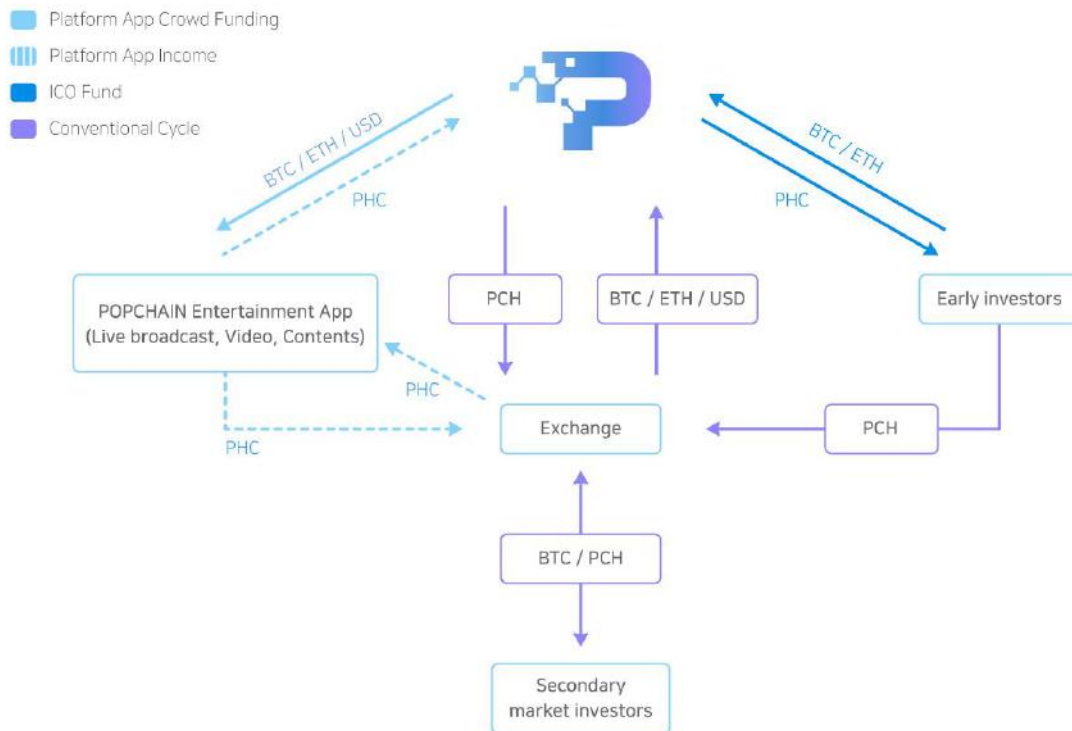 Platform App Crowd Funding
Platform App Income
ICO Fund
Conventional Cycle
BTC / ETH / USD
PHC
BTC / ETH
PHC
PCH
BTC / ETH / USD
POPCHAIN Entertainment App
(Live broadcast, Video, Contents)
Early investors
PHC
PHC
Exchange
PCH
BTC / PCH
Secondary
market investors